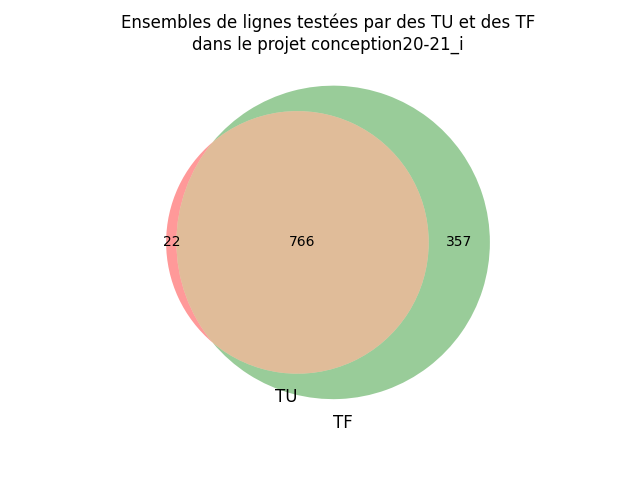 Ensembles de lignes testées par des TU et des TF
dans le projet conception20-21_i
22
766
357
TU
TF